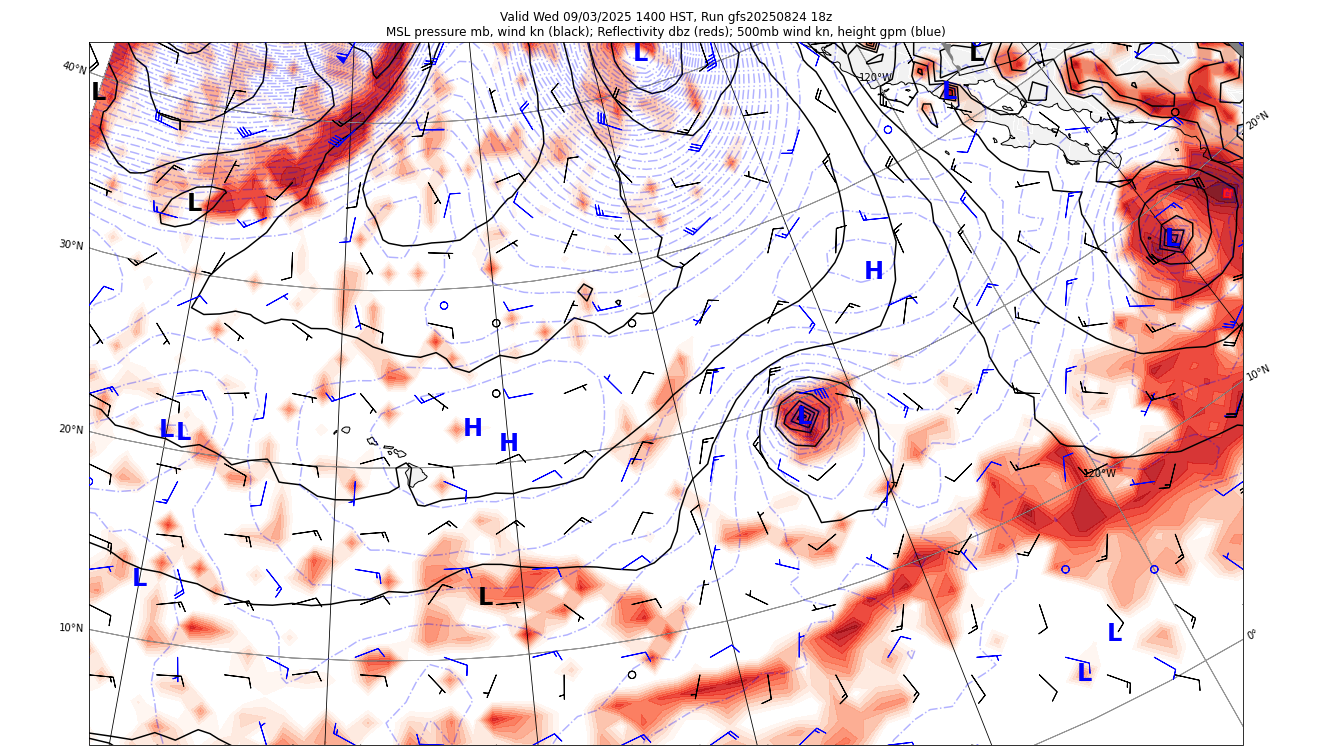 Valid Wed 09/03/2025 1400 HST, Run gfs20250824 18z
MSL pressure mb, wind kn (black); Reflectivity dbz (reds); 500mb wind kn, height gpm (blue)
L
L
40°N
120°W
L
L
20°N
L
L
30°N
H
10°N
L
L
L
H
H
20°N
120°W
L
L
10°N
L
0°
L